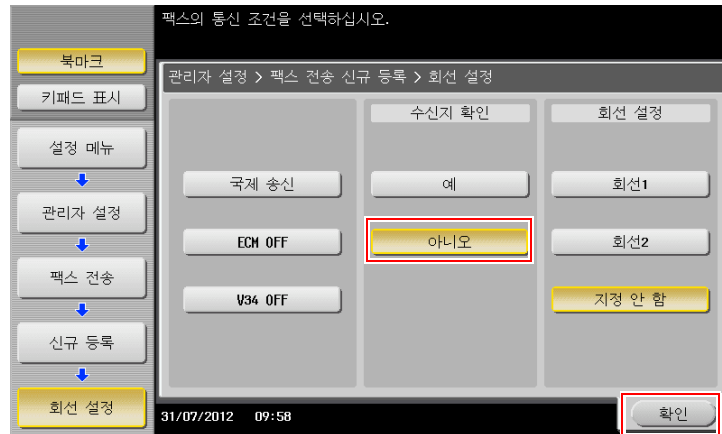 팩스의 통신 조건을 선택하십시오.
북마크
키패드 표시
설정 메뉴
관리자 설정
팩스 전송
신규 등록
회선 설정
관리자 설정 > 팩스 전송 신규 등록 > 회선 설정
수신지 확인
회선 설정
국제 송신
예
회선1
ECM OFF
아니오
회선2
V34 OFF
지정 안 함
31/07/2012 09:58
확인